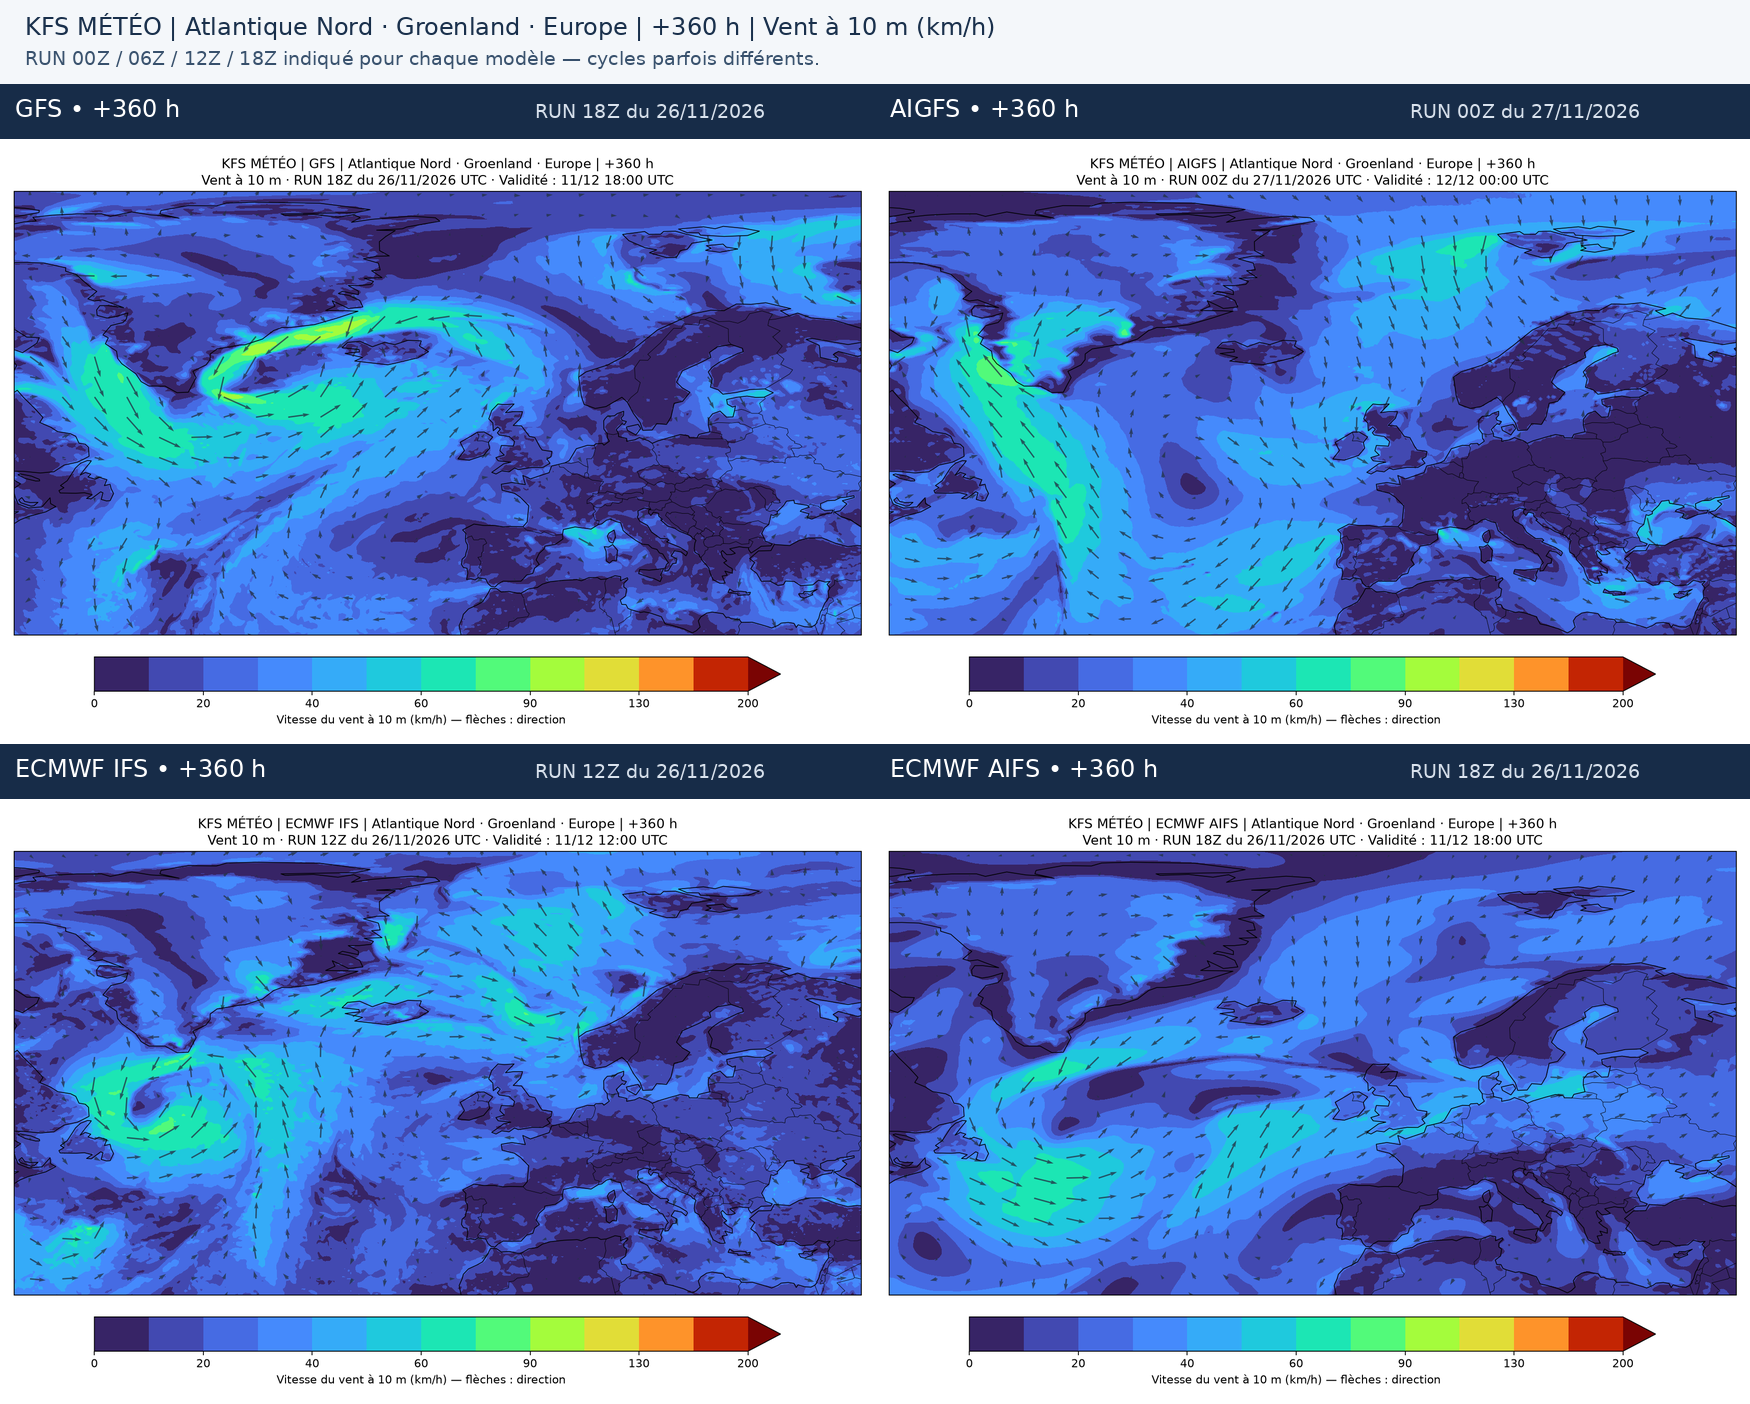 KFS MÉTÉO | Atlantique Nord · Groenland · Europe | +360 h | Vent à 10 m (km/h)
RUN 00Z / 06Z / 12Z / 18Z indiqué pour chaque modèle — cycles parfois différents.
GFS • +360 h
RUN 18Z du 26/11/2026
KFS MÉTÉO | GFS | Atlantique Nord · Groenland · Europe | +360 h
Vent à 10 m · RUN 18Z du 26/11/2026 UTC · Validité : 11/12 18:00 UTC
0 20 40 60 90 130 200
Vitesse du vent à 10 m (km/h) — flèches : direction
AIGFS • +360 h
RUN 00Z du 27/11/2026
KFS MÉTÉO | AIGFS | Atlantique Nord · Groenland · Europe | +360 h
Vent à 10 m · RUN 00Z du 27/11/2026 UTC · Validité : 12/12 00:00 UTC
0 20 40 60 90 130 200
Vitesse du vent à 10 m (km/h) — flèches : direction
ECMWF IFS • +360 h
RUN 12Z du 26/11/2026
KFS MÉTÉO | ECMWF IFS | Atlantique Nord · Groenland · Europe | +360 h
Vent 10 m · RUN 12Z du 26/11/2026 UTC · Validité : 11/12 12:00 UTC
0 20 40 60 90 130 200
Vitesse du vent à 10 m (km/h) — flèches : direction
ECMWF AIFS • +360 h
RUN 18Z du 26/11/2026
KFS MÉTÉO | ECMWF AIFS | Atlantique Nord · Groenland · Europe | +360 h
Vent 10 m · RUN 18Z du 26/11/2026 UTC · Validité : 11/12 18:00 UTC
0 20 40 60 90 130 200
Vitesse du vent à 10 m (km/h) — flèches : direction